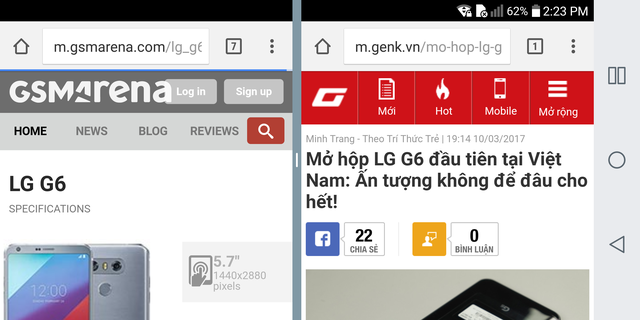 62% 2:23 PM
m.gsmarena.com/lg_g6
7
GSMarena
Log in
Sign up
HOME NEWS BLOG REVIEWS
LG G6
SPECIFICATIONS
12:00
5.7"
1440x2880
pixels
m.genk.vn/mo-hop-lg-g
1
G
Mới Hot Mobile Mở rộng
Minh Trang - Theo Trí Thức Trẻ | 19:14 10/03/2017
Mở hộp LG G6 đầu tiên tại Việt
Nam: Ấn tượng không để đâu cho
hết!
22
CHIA SẺ
0
BÌNH LUẬN